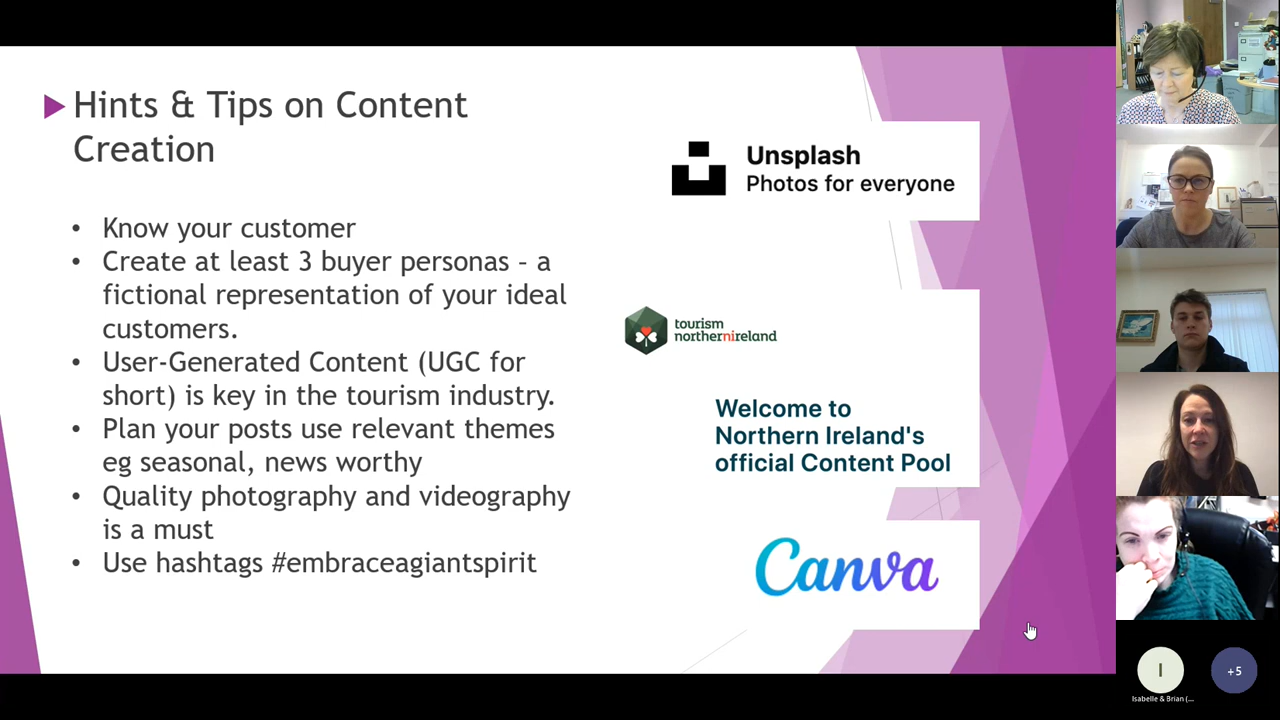 Hints & Tips on Content
Creation
• Know your customer
• Create at least 3 buyer personas – a
fictional representation of your ideal
customers.
• User-Generated Content (UGC for
short) is key in the tourism industry.
• Plan your posts use relevant themes
eg seasonal, news worthy
• Quality photography and videography
is a must
• Use hashtags #embraceagiantspirit
Unsplash
Photos for everyone
tourism
northernireland
Welcome to
Northern Ireland's
official Content Pool
Canva
I
+5
Isabelle & Brian (...